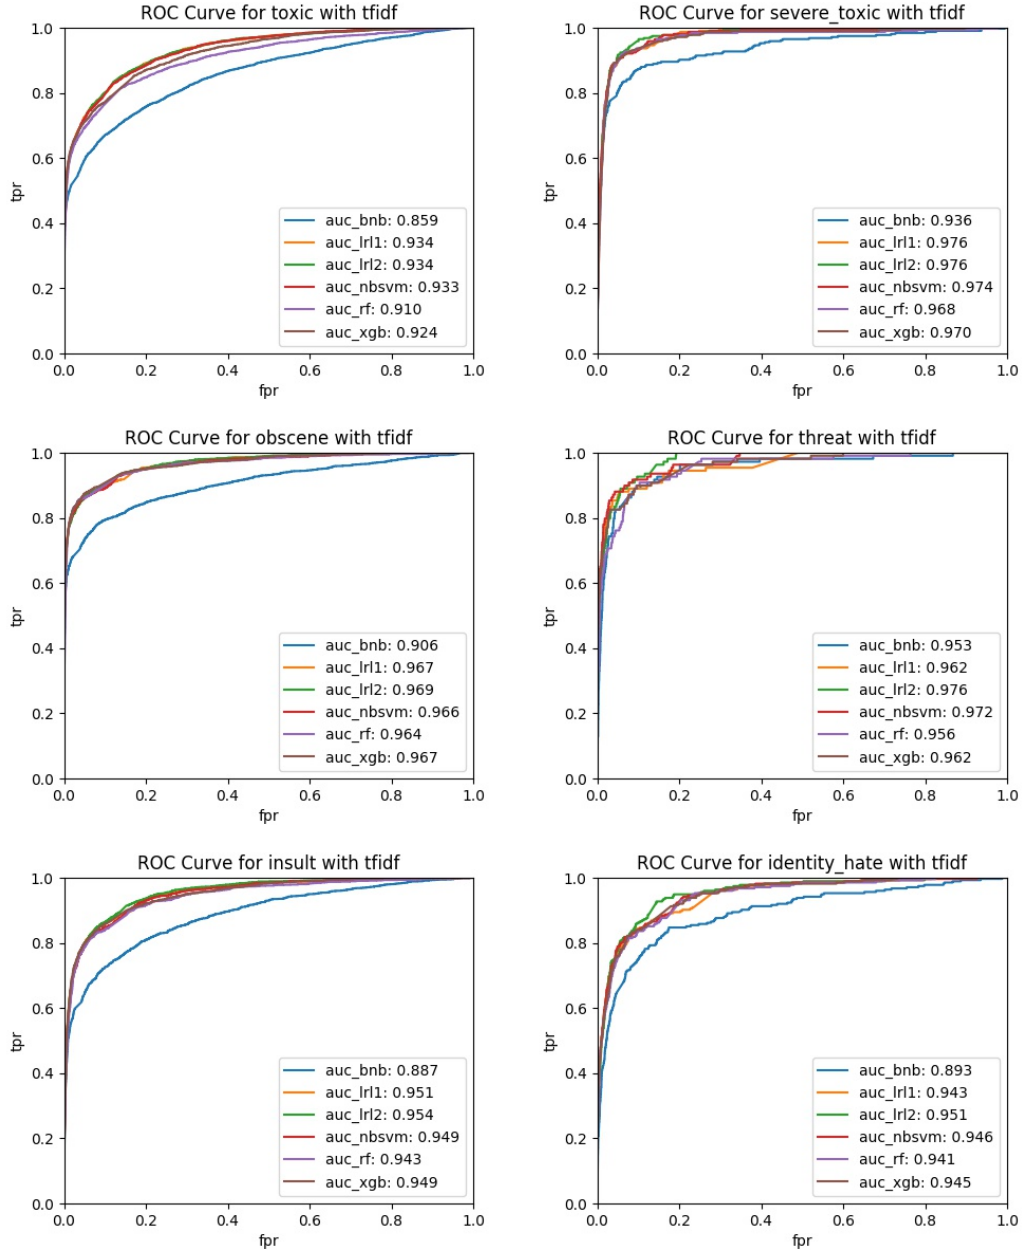 ROC Curve for toxic with tfidf
1.0
0.8
0.6
0.4
0.2
0.0
tpr
auc_bnb: 0.859
auc_lrl1: 0.934
auc_lrl2: 0.934
auc_nbsvm: 0.933
auc_rf: 0.910
auc_xgb: 0.924
0.0 0.2 0.4 0.6 0.8 1.0
fpr
ROC Curve for severe_toxic with tfidf
1.0
0.8
0.6
0.4
0.2
0.0
tpr
auc_bnb: 0.936
auc_lrl1: 0.976
auc_lrl2: 0.976
auc_nbsvm: 0.974
auc_rf: 0.968
auc_xgb: 0.970
0.0 0.2 0.4 0.6 0.8 1.0
fpr
ROC Curve for obscene with tfidf
1.0
0.8
0.6
0.4
0.2
0.0
tpr
auc_bnb: 0.906
auc_lrl1: 0.967
auc_lrl2: 0.969
auc_nbsvm: 0.966
auc_rf: 0.964
auc_xgb: 0.967
0.0 0.2 0.4 0.6 0.8 1.0
fpr
ROC Curve for threat with tfidf
1.0
0.8
0.6
0.4
0.2
0.0
tpr
auc_bnb: 0.953
auc_lrl1: 0.962
auc_lrl2: 0.976
auc_nbsvm: 0.972
auc_rf: 0.956
auc_xgb: 0.962
0.0 0.2 0.4 0.6 0.8 1.0
fpr
ROC Curve for insult with tfidf
1.0
0.8
0.6
0.4
0.2
0.0
tpr
auc_bnb: 0.887
auc_lrl1: 0.951
auc_lrl2: 0.954
auc_nbsvm: 0.949
auc_rf: 0.943
auc_xgb: 0.949
0.0 0.2 0.4 0.6 0.8 1.0
fpr
ROC Curve for identity_hate with tfidf
1.0
0.8
0.6
0.4
0.2
0.0
tpr
auc_bnb: 0.893
auc_lrl1: 0.943
auc_lrl2: 0.951
auc_nbsvm: 0.946
auc_rf: 0.941
auc_xgb: 0.945
0.0 0.2 0.4 0.6 0.8 1.0
fpr